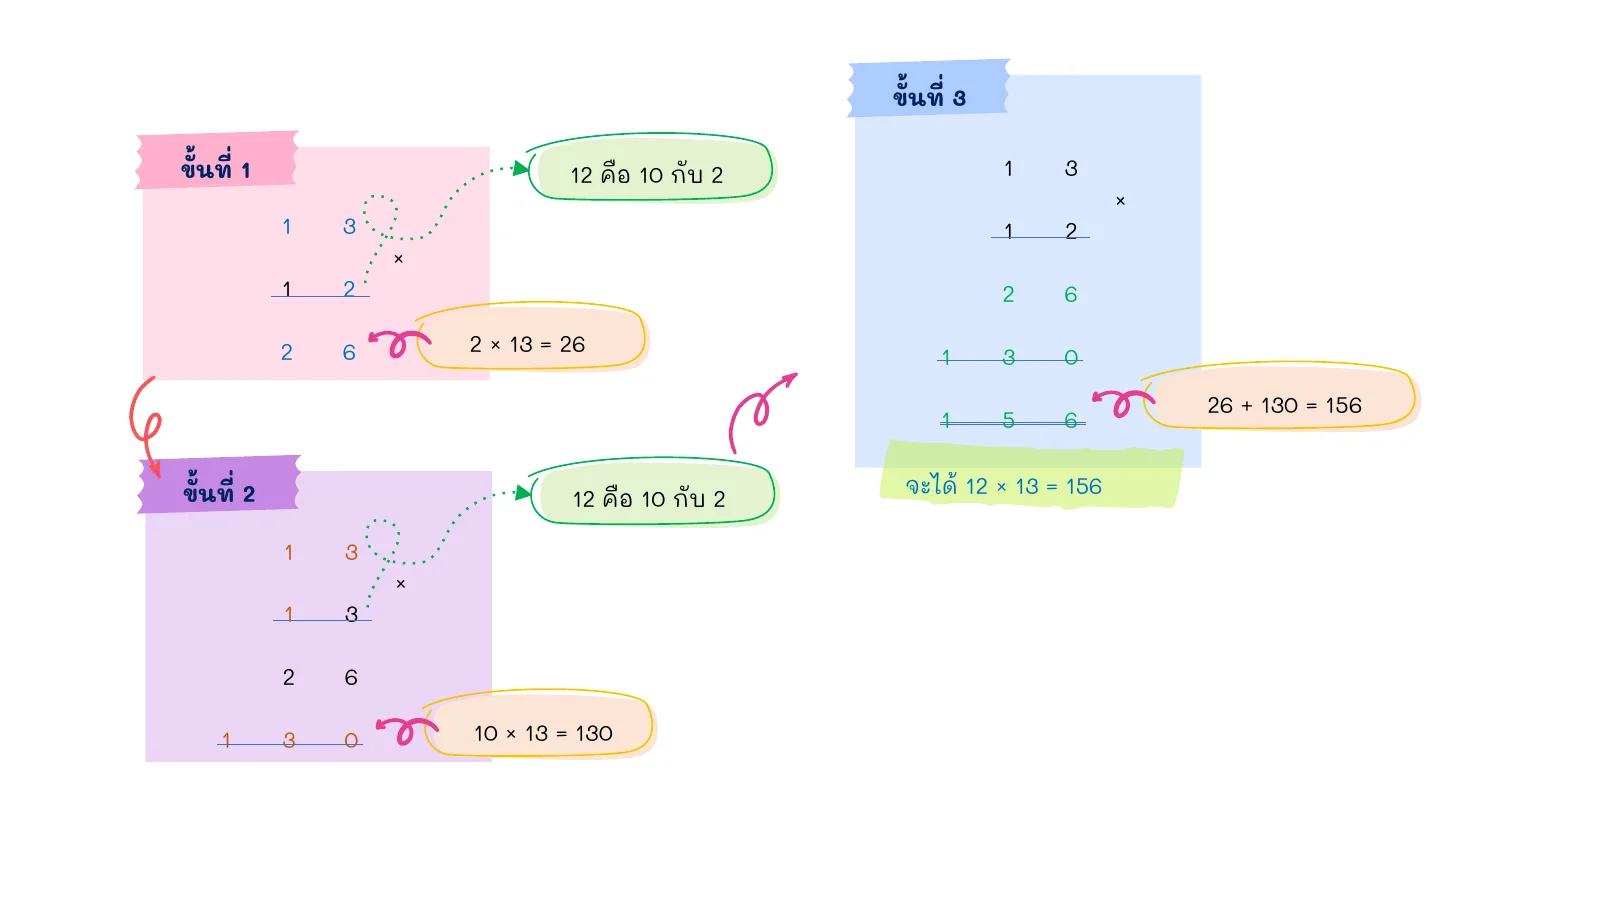 ขั้นที่ 1
12 คือ 10 กับ 2
1 3
×
1 2
2 6
2 × 13 = 26
ขั้นที่ 2
12 คือ 10 กับ 2
1 3
×
1 3
2 6
1 3 0
10 × 13 = 130
ขั้นที่ 3
1 3
×
1 2
2 6
1 3 0
1 5 6
26 + 130 = 156
จะได้ 12 × 13 = 156